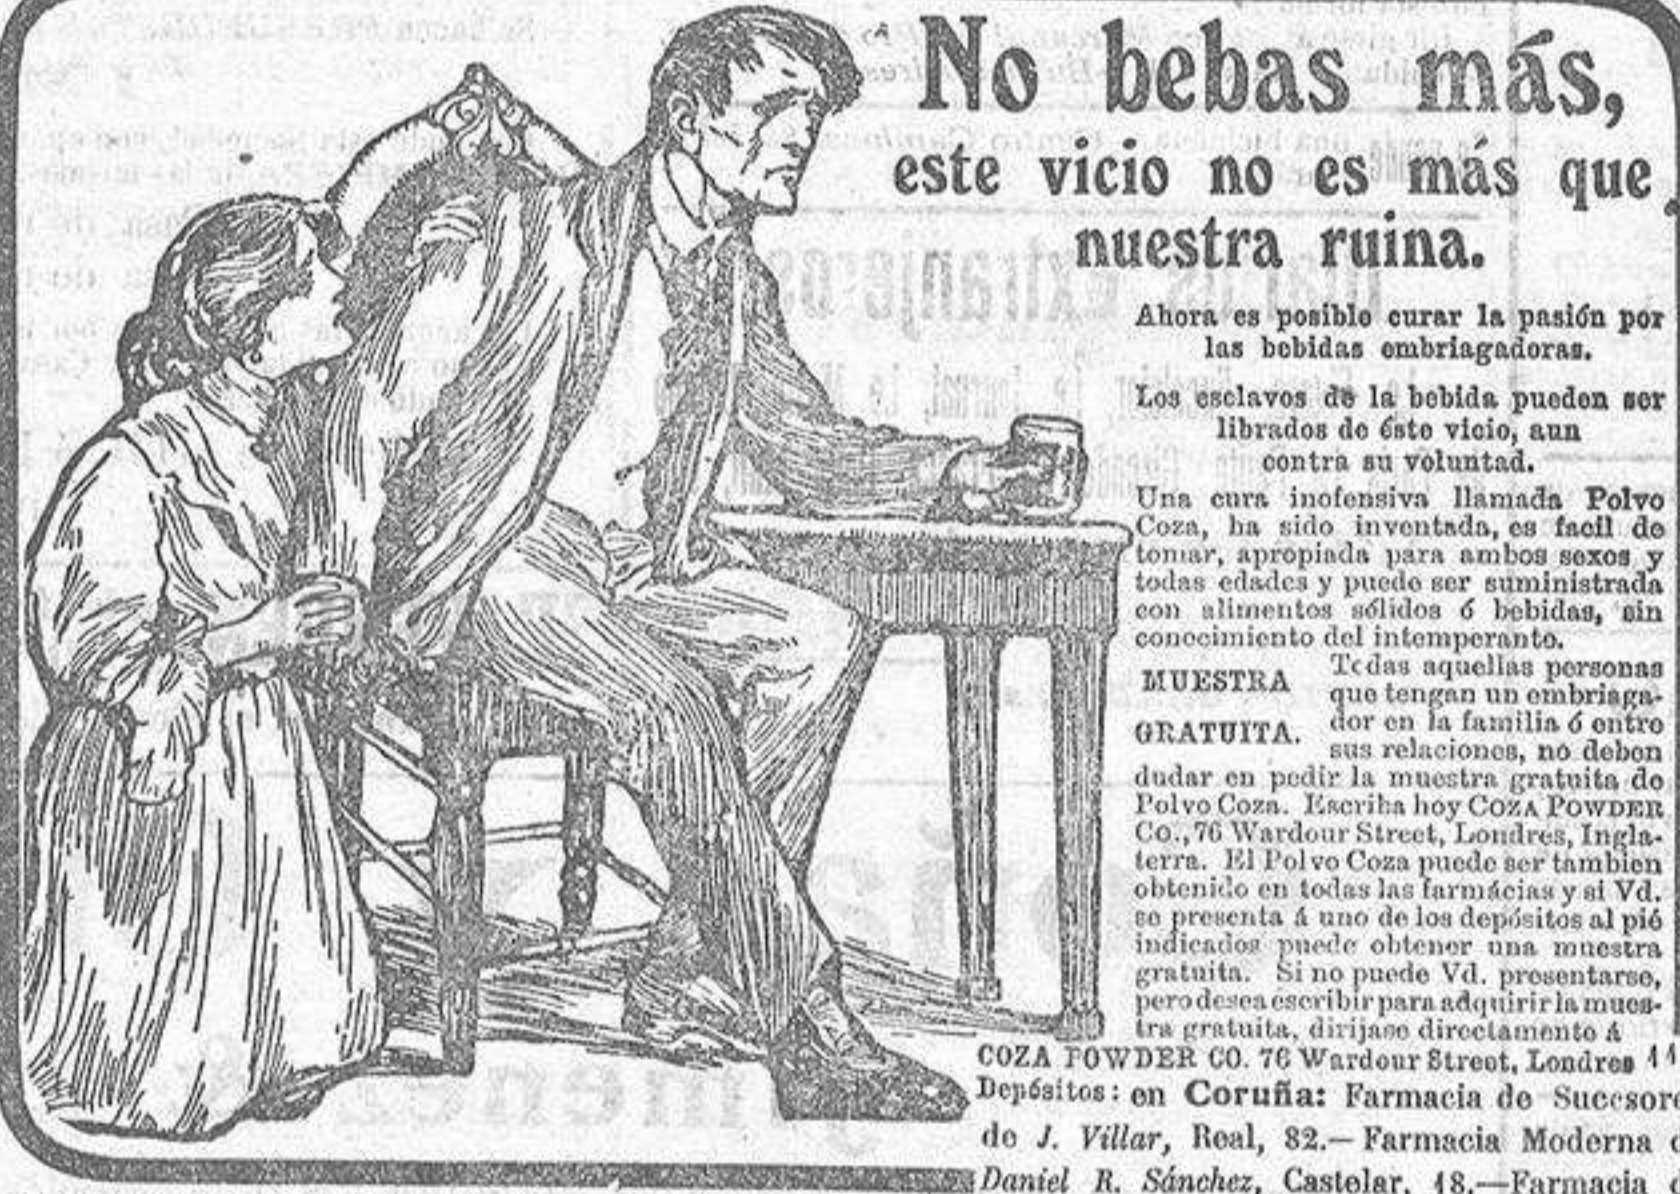 No bebas más,
este vicio no es más que
nuestra ruina.
Ahora es posible curar la pasión por
las bebidas embriagadoras.
Los esclavos de la bebida pueden ser
librados de éste vicio, aun
contra su voluntad.
Una cura inofensiva llamada Polvo
Coza, ha sido inventada, es facil de
tomar, apropiada para ambos sexos y
todas edades y puede ser suministrada
con alimentos sólidos ó bebidas, sin
conocimiento del intemperante.
MUESTRA
GRATUITA.
Todas aquellas personas
que tengan un embriaga-
dor en la familia ó entre
sus relaciones, no deben
dudar en pedir la muestra gratuita de
Polvo Coza. Escriba hoy COZA POWDER
CO., 76 Wardour Street, Londres, Ingla-
terra. El Polvo Coza puede ser tambien
obtenido en todas las farmácias y si Vd.
se presenta á uno de los depósitos al pié
indicados puede obtener una muestra
gratuita. Si no puede Vd. presentarse,
pero desea escribir para adquirir la mues-
tra gratuita, dirijase directamente á
COZA POWDER CO. 76 Wardour Street, Londres
Depósitos: en Coruña: Farmacia de Sucesor
de J. Villar, Real, 82.—Farmacia Moderna
Daniel R. Sánchez, Castelar, 18.—Farmacia